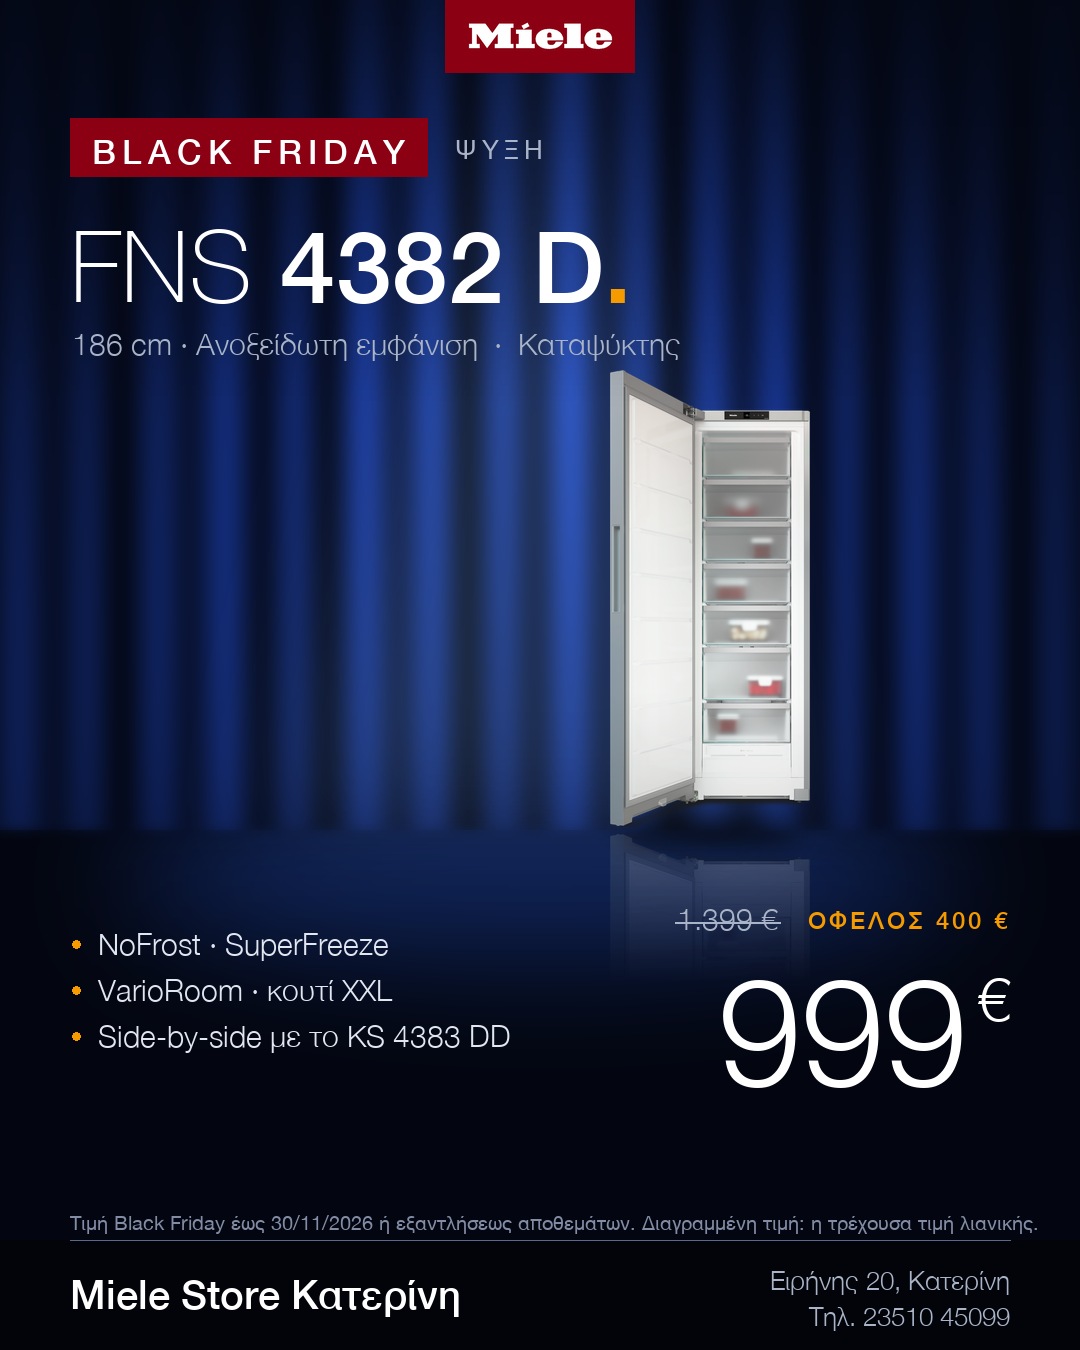 Miele
BLACK FRIDAY ΨΥΞΗ
FNS 4382 D.
186 cm · Ανοξείδωτη εμφάνιση · Καταψύκτης
1.399 € ΟΦΕΛΟΣ 400 €
• NoFrost · SuperFreeze
• VarioRoom · κουτί XXL
• Side-by-side με το KS 4383 DD
999 €
Τιμή Black Friday έως 30/11/2026 ή εξαντλήσεως αποθεμάτων. Διαγραμμένη τιμή: η τρέχουσα τιμή λιανικής.
Miele Store Κατερίνη
Ειρήνης 20, Κατερίνη
Τηλ. 23510 45099